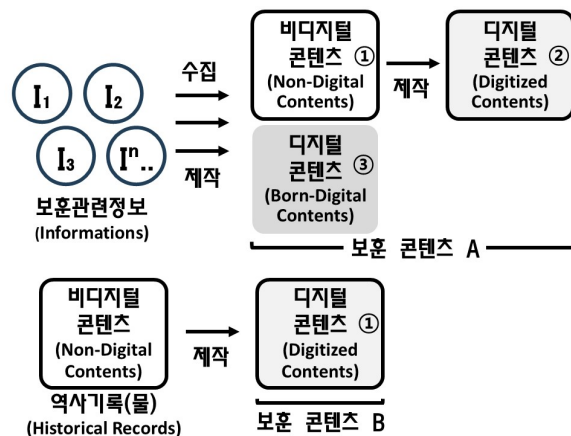 I₁
I₂
I₃
Iⁿ..
보훈관련정보
(Informations)
수집
제작
비디지털
콘텐츠 ①
(Non-Digital
Contents)
제작
디지털
콘텐츠 ②
(Digitized
Contents)
디지털
콘텐츠 ③
(Born-Digital
Contents)
보훈 콘텐츠 A
비디지털
콘텐츠
(Non-Digital
Contents)
역사기록(물)
(Historical Records)
제작
디지털
콘텐츠 ①
(Digitized
Contents)
보훈 콘텐츠 B